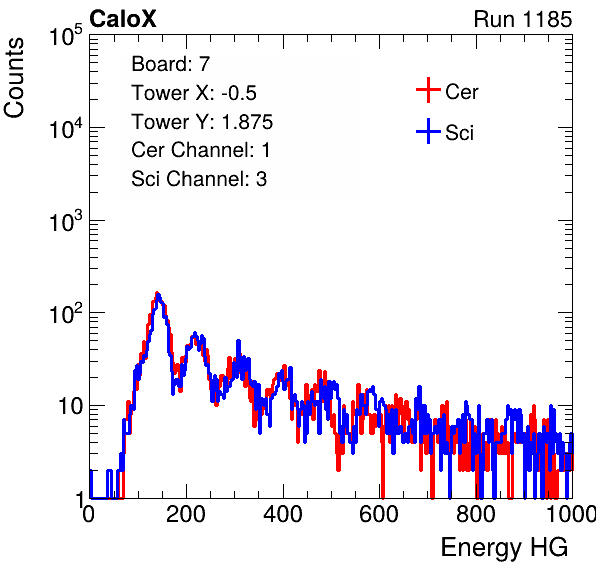 CaloX Run 1185
Counts
10^5
10^4
10^3
10^2
10
1
Board: 7
Tower X: -0.5
Tower Y: 1.875
Cer Channel: 1
Sci Channel: 3
Cer
Sci
0 200 400 600 800 1000
Energy HG